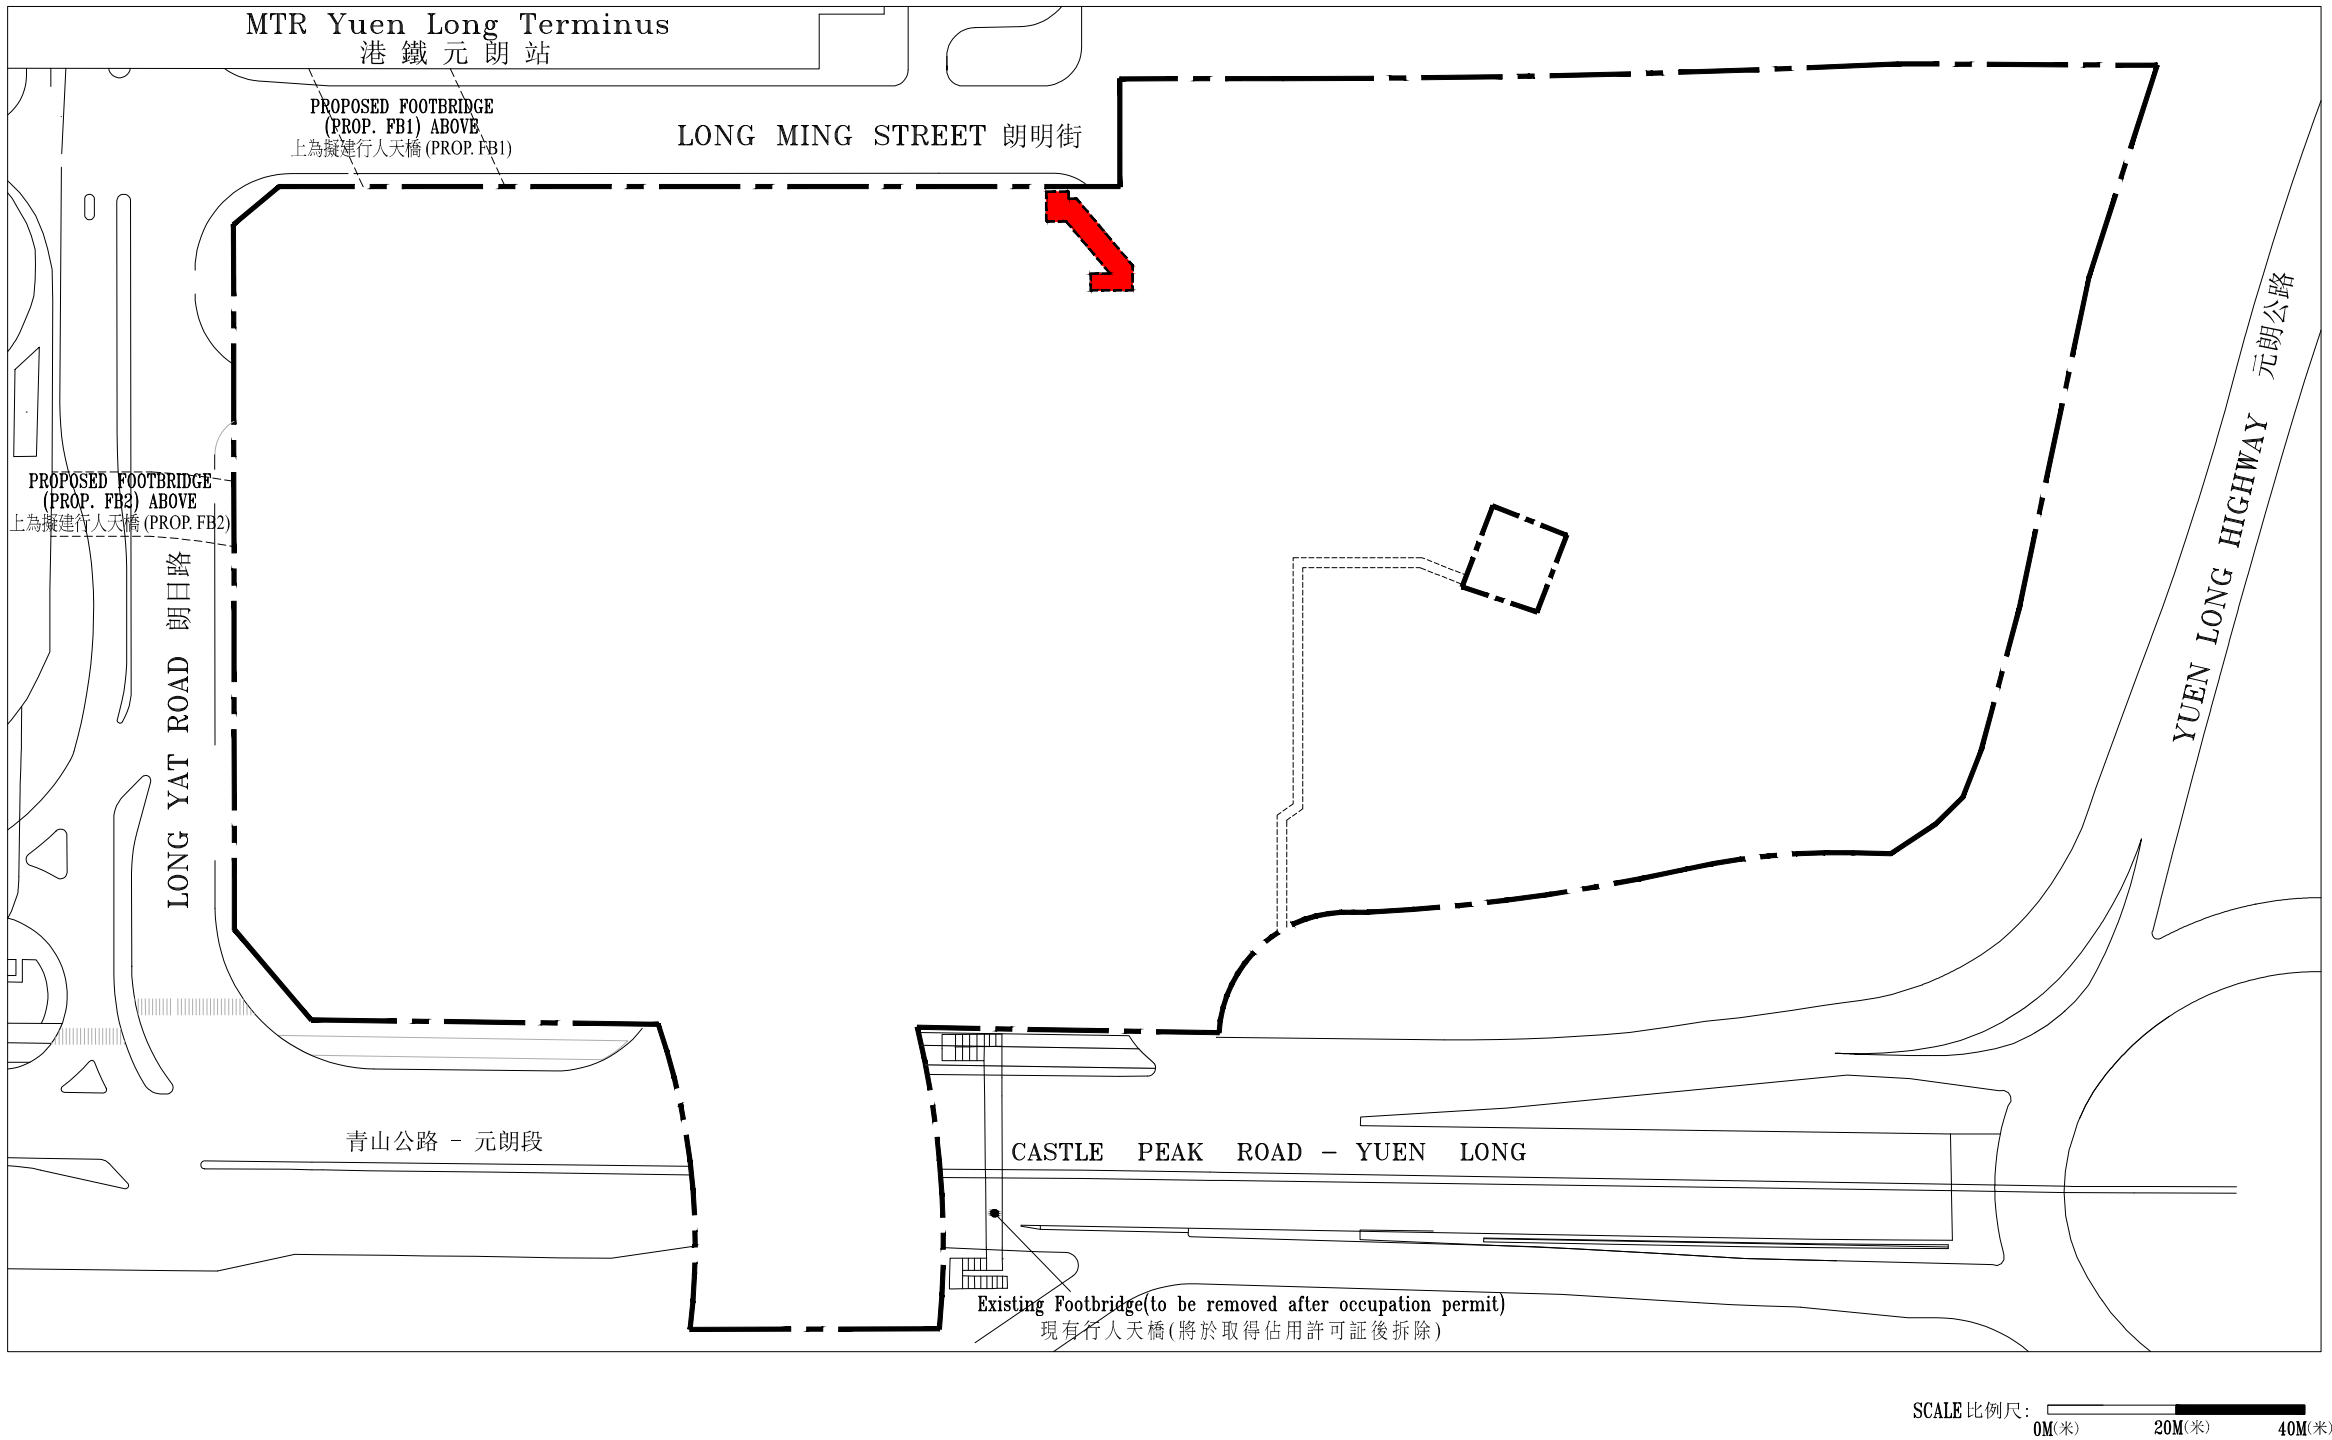 MTR Yuen Long Terminus
港鐵元朗站
PROPOSED FOOTBRIDGE
(PROP. FB1) ABOVE
上為擬建行人天橋 (PROP. FB1)
LONG MING STREET 朗明街
YUEN LONG HIGHWAY 元朗公路
PROPOSED FOOTBRIDGE
(PROP. FB2) ABOVE
上為擬建行人天橋 (PROP. FB2)
LONG YAT ROAD 朗日路
青山公路 - 元朗段
CASTLE PEAK ROAD - YUEN LONG
Existing Footbridge(to be removed after occupation permit)
現有行人天橋(將於取得佔用許可証後拆除)
SCALE比例尺:
0M(米) 20M(米) 40M(米)